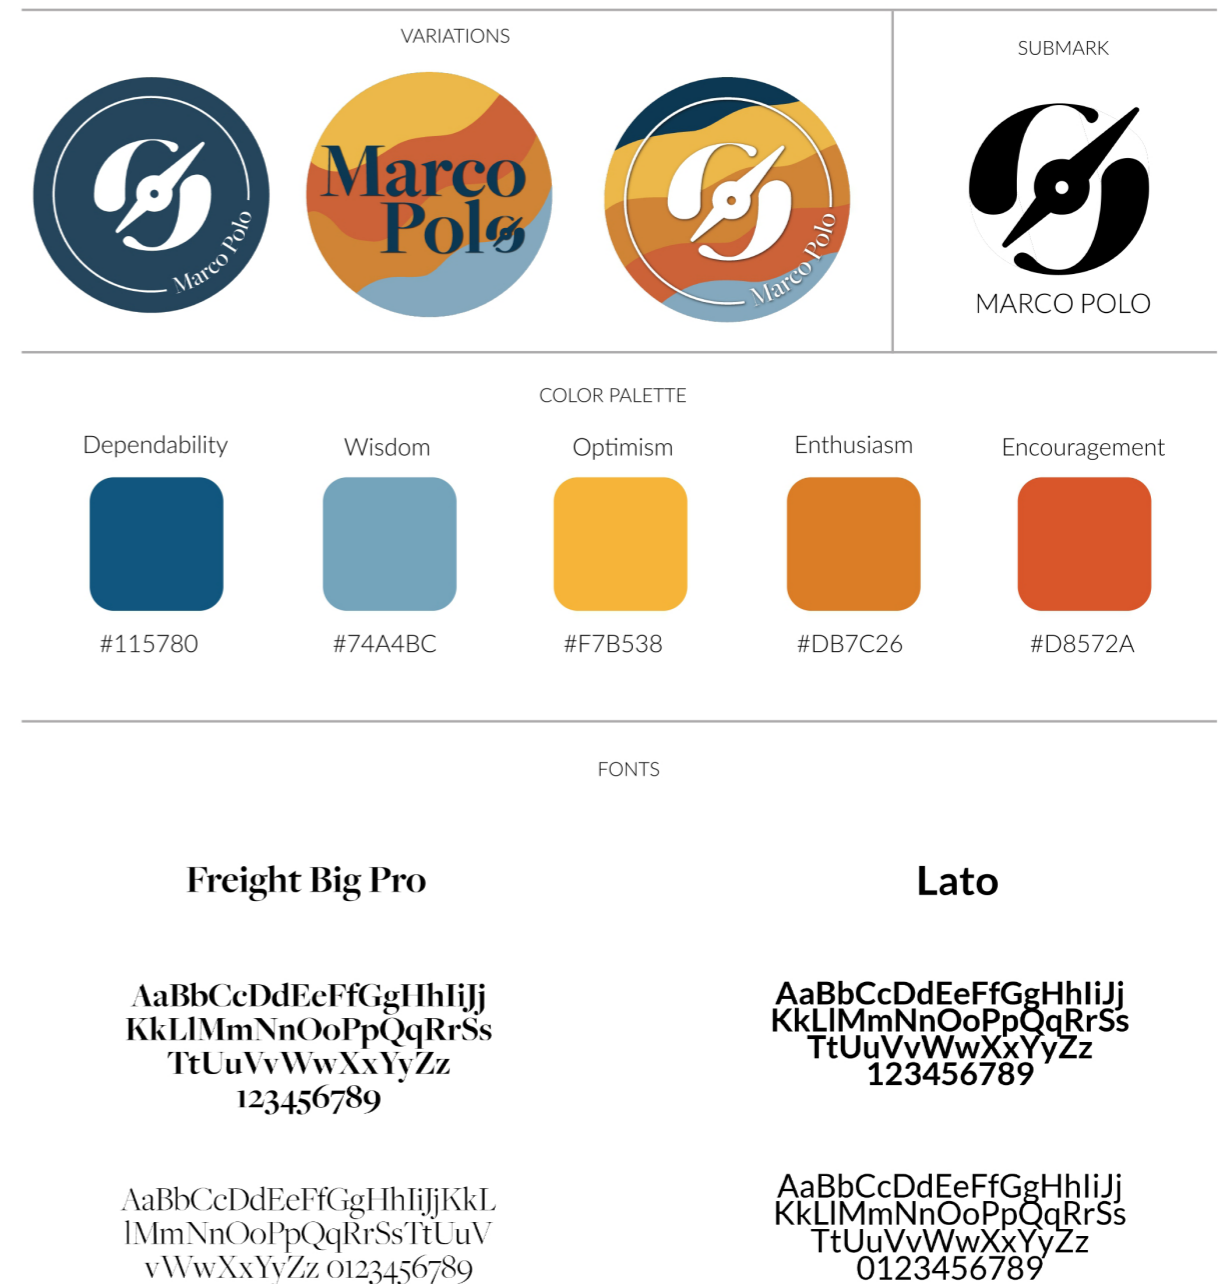 VARIATIONS
SUBMARK
Marco Polo
Marco
Polo
Marco Polo
MARCO POLO
COLOR PALETTE
Dependability
Wisdom
Optimism
Enthusiasm
Encouragement
#115780
#74A4BC
#F7B538
#DB7C26
#D8572A
FONTS
Freight Big Pro
Lato
AaBbCcDdEeFfGgHhIiJj
KkLlMmNnOoPpQqRrSs
TtUuVvWwXxYyZz
123456789
AaBbCcDdEeFfGgHhIiJj
KkLlMmNnOoPpQqRrSs
TtUuVvWwXxYyZz
123456789
AaBbCcDdEeFfGgHhIiJjKkL
lMmNnOoPpQqRrSsTtUuV
vWwXxYyZz 0123456789
AaBbCcDdEeFfGgHhIiJj
KkLlMmNnOoPpQqRrSs
TtUuVvWwXxYyZz
0123456789